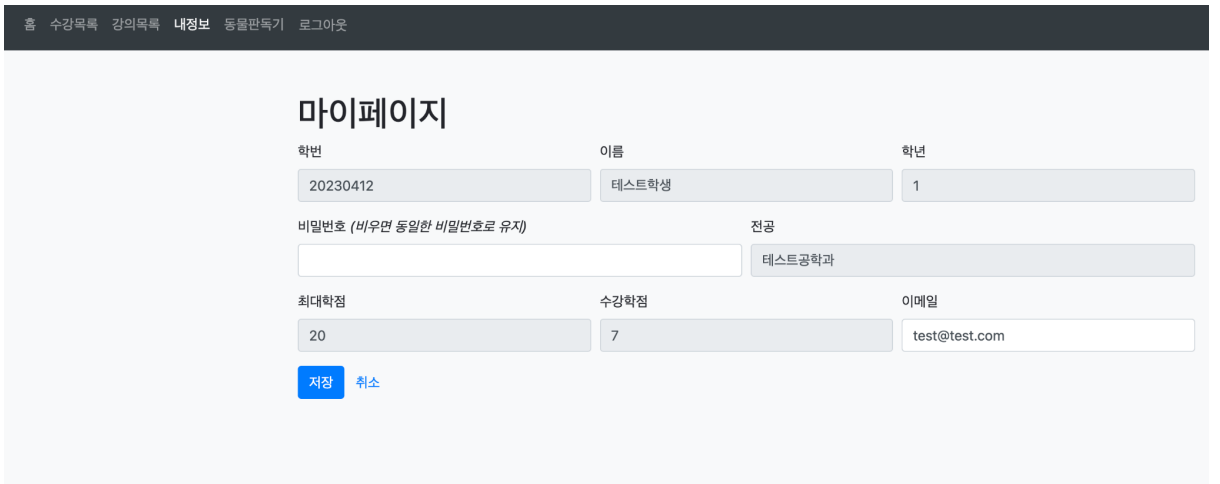 홈 수강목록 강의목록 내정보 동물판독기 로그아웃
마이페이지
학번 이름 학년
20230412 테스트학생 1
비밀번호 (비우면 동일한 비밀번호로 유지) 전공
테스트공학과
최대학점 수강학점 이메일
20 7 test@test.com
저장 취소